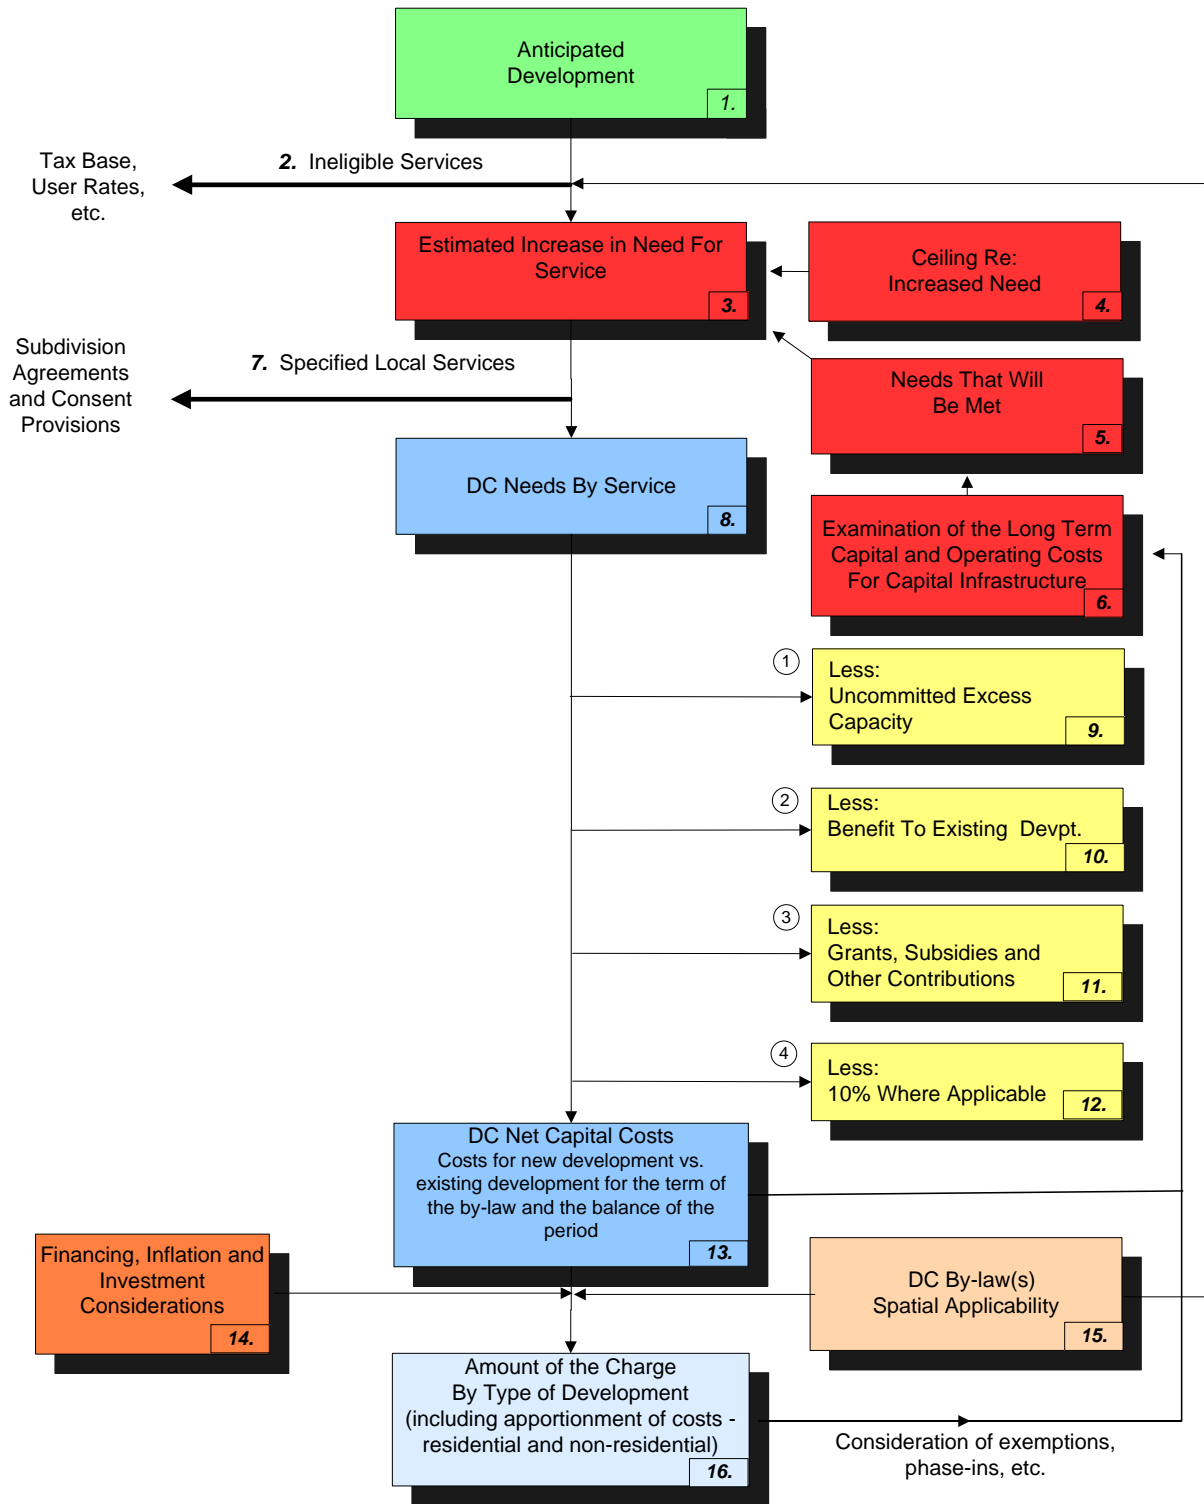 Anticipated
Development
1.
Tax Base,
User Rates,
etc.
2. Ineligible Services
Estimated Increase in Need For
Service
3.
Ceiling Re:
Increased Need
4.
Subdivision
Agreements
and Consent
Provisions
7. Specified Local Services
Needs That Will
Be Met
5.
DC Needs By Service
8.
Examination of the Long Term
Capital and Operating Costs
For Capital Infrastructure
6.
1
Less:
Uncommitted Excess
Capacity
9.
2
Less:
Benefit To Existing Devpt.
10.
3
Less:
Grants, Subsidies and
Other Contributions
11.
4
Less:
10% Where Applicable
12.
DC Net Capital Costs
Costs for new development vs.
existing development for the term of
the by-law and the balance of the
period
13.
Financing, Inflation and
Investment
Considerations
14.
DC By-law(s)
Spatial Applicability
15.
Amount of the Charge
By Type of Development
(including apportionment of costs -
residential and non-residential)
16.
Consideration of exemptions,
phase-ins, etc.